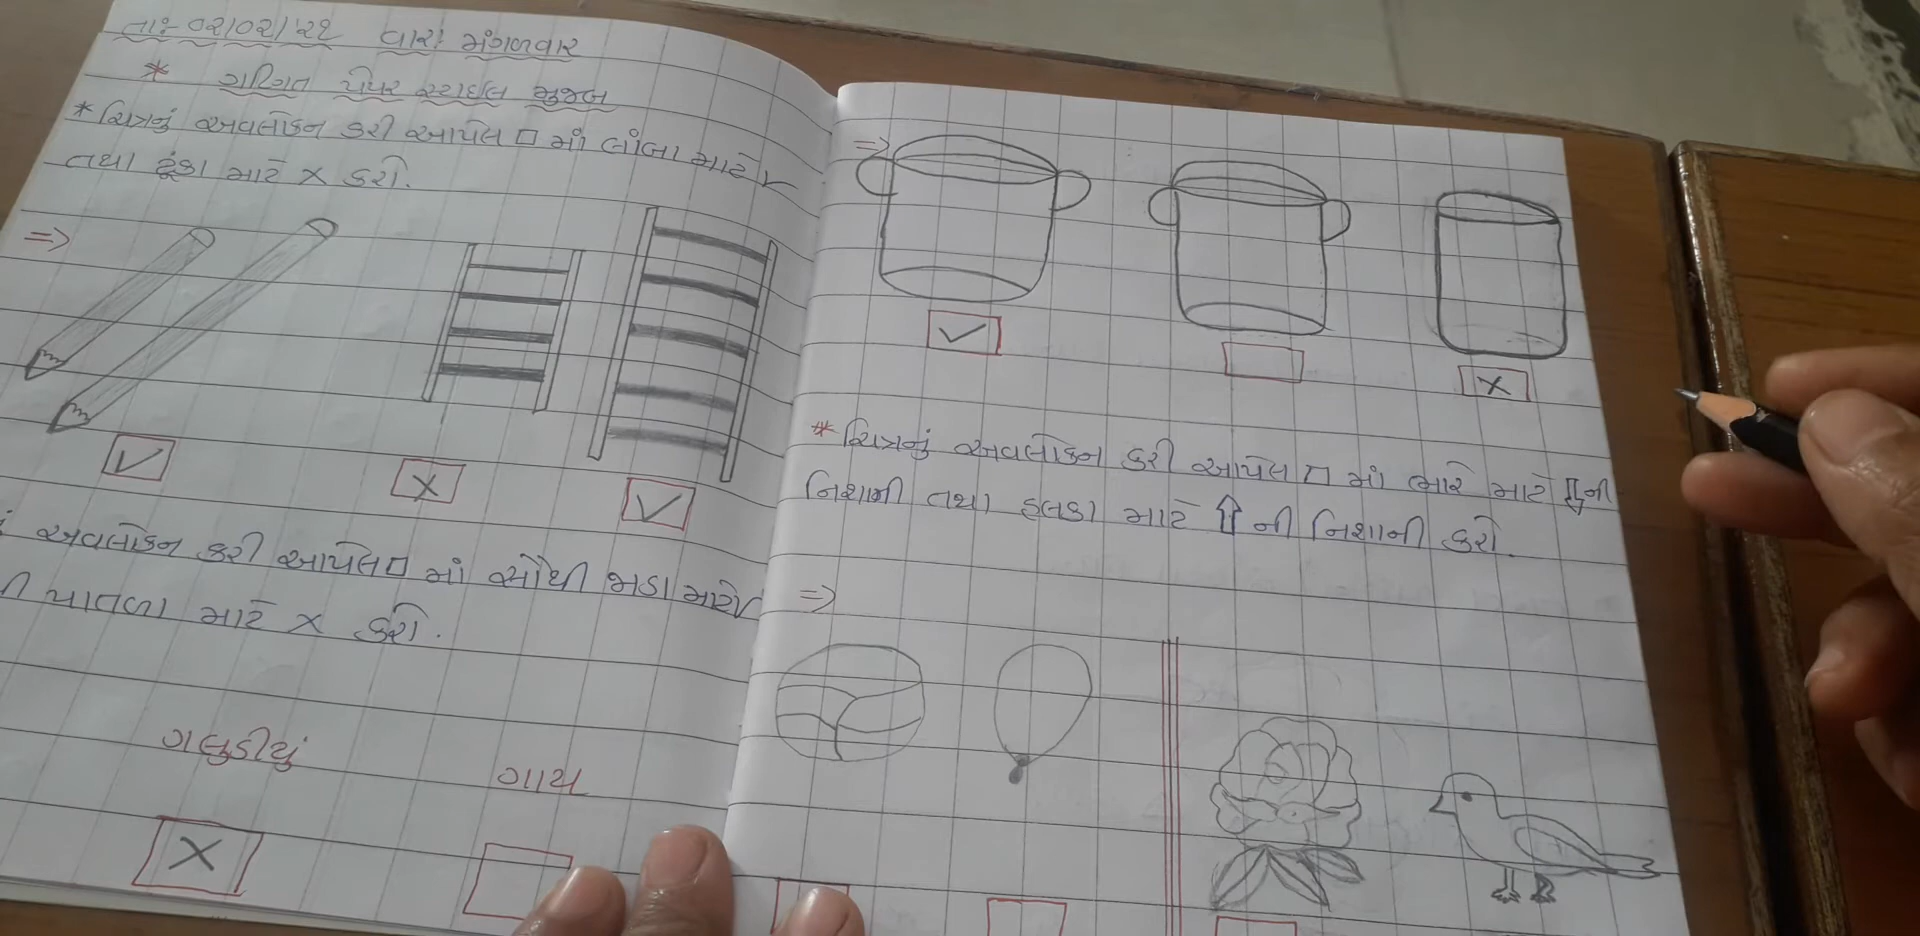 તાઃ- ૦૨/૦૨/'૨૧ વારઃ મંગળવાર
* ગણિત પેપર સ્ટાઇલ મુજબ
* ચિત્રનું અવલોકન કરી આપેલ □ માં લાંબા માટે ✓
તથા ટૂંકા માટે × કરો.
⇒
✓ × ✓
અવલોકન કરી આપેલ □ માં સૌથી જાડા માટે ✓
પાતળા માટે × કરો.
ગલુડીયું
ગાય
×
⇒
✓ ×
* ચિત્રનું અવલોકન કરી આપેલ □ માં ભારે માટે ⇩ ની
નિશાની તથા હલકા માટે ⇧ ની નિશાની કરો.
⇒